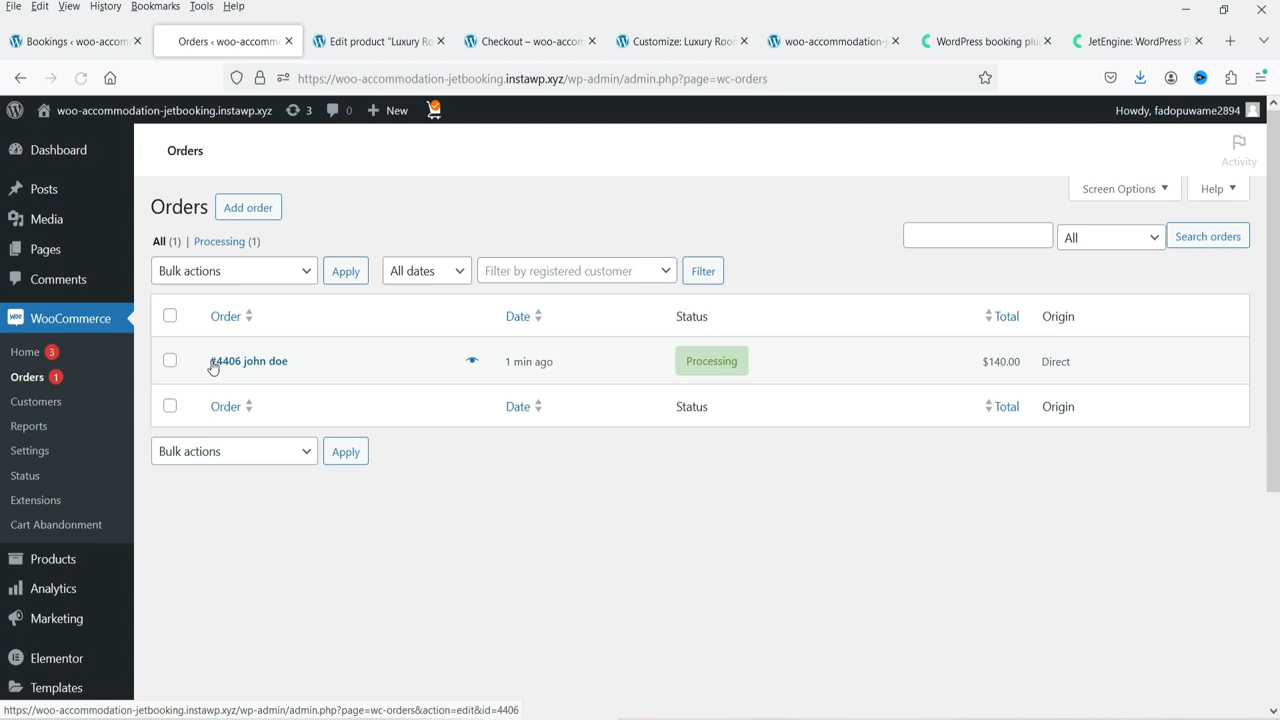 File Edit View History Bookmarks Tools Help
Bookings ‹ woo-accom Orders ‹ woo-accomm Edit product "Luxury Ro Checkout – woo-accom Customize: Luxury Room woo-accommodation-j WordPress booking plu JetEngine: WordPress Pl
https://woo-accommodation-jetbooking.instawp.xyz/wp-admin/admin.php?page=wc-orders
woo-accommodation-jetbooking.instawp.xyz 3 0 New Howdy, fadopuwame2894
Dashboard
Posts
Media
Pages
Comments
WooCommerce
Home 3
Orders 1
Customers
Reports
Settings
Status
Extensions
Cart Abandonment
Products
Analytics
Marketing
Elementor
Templates
Orders
Activity
Screen Options Help
Orders Add order
All (1) | Processing (1)
All Search orders
Bulk actions Apply All dates Filter by registered customer Filter
Order Date Status Total Origin
#4406 john doe 1 min ago Processing $140.00 Direct
Order Date Status Total Origin
Bulk actions Apply
https://woo-accommodation-jetbooking.instawp.xyz/wp-admin/admin.php?page=wc-orders&action=edit&id=4406